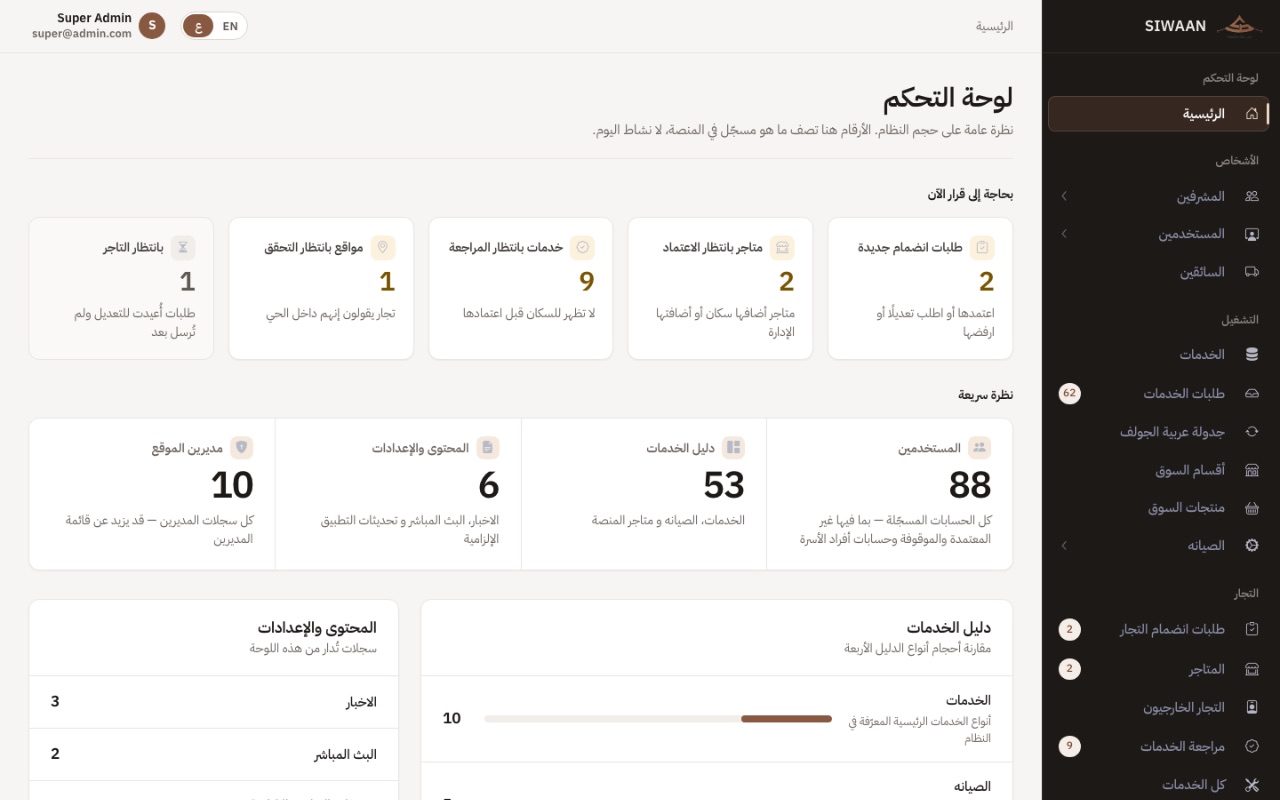 SIWAAN
لوحة التحكم
الرئيسية
الأشخاص
المشرفين
المستخدمين
السائقين
التشغيل
الخدمات
طلبات الخدمات
62
جدولة عربية الجولف
أقسام السوق
منتجات السوق
الصيانه
التجار
طلبات انضمام التجار
2
المتاجر
2
التجار الخارجيون
مراجعة الخدمات
9
كل الخدمات
الرئيسية
EN
ع
S
Super Admin
super@admin.com
لوحة التحكم
نظرة عامة على حجم النظام. الأرقام هنا تصف ما هو مسجّل في المنصة، لا نشاط اليوم.
بحاجة إلى قرار الآن
طلبات انضمام جديدة
2
اعتمدها أو اطلب تعديلًا أو
ارفضها
متاجر بانتظار الاعتماد
2
متاجر أضافها سكان أو أضافتها
الإدارة
خدمات بانتظار المراجعة
9
لا تظهر للسكان قبل اعتمادها
مواقع بانتظار التحقق
1
تجار يقولون إنهم داخل الحي
بانتظار التاجر
1
طلبات أُعيدت للتعديل ولم
تُرسل بعد
نظرة سريعة
المستخدمين
88
كل الحسابات المسجّلة — بما فيها غير
المعتمدة والموقوفة وحسابات أفراد الأسرة
دليل الخدمات
53
الخدمات، الصيانه و متاجر المنصة
المحتوى والإعدادات
6
الاخبار، البث المباشر و تحديثات التطبيق
الإلزامية
مديرين الموقع
10
كل سجلات المديرين — قد يزيد عن قائمة
المديرين
دليل الخدمات
مقارنة أحجام أنواع الدليل الأربعة
الخدمات
أنواع الخدمات الرئيسية المعرّفة في
النظام
10
الصيانه
المحتوى والإعدادات
سجلات تُدار من هذه اللوحة
الاخبار
3
البث المباشر
2